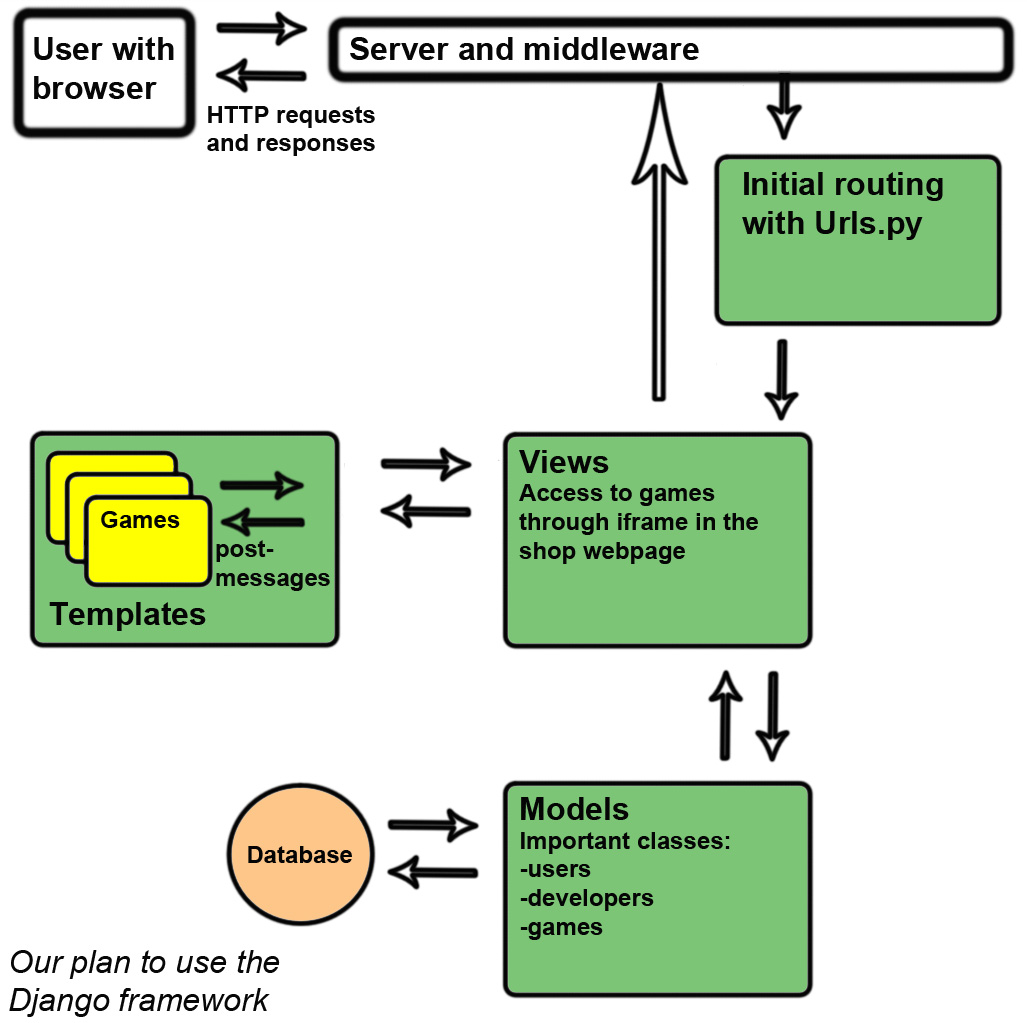 User with
browser
Server and middleware
HTTP requests
and responses
Initial routing
with Urls.py
Games
post-
messages
Templates
Views
Access to games
through iframe in the
shop webpage
Database
Models
Important classes:
-users
-developers
-games
Our plan to use the
Django framework